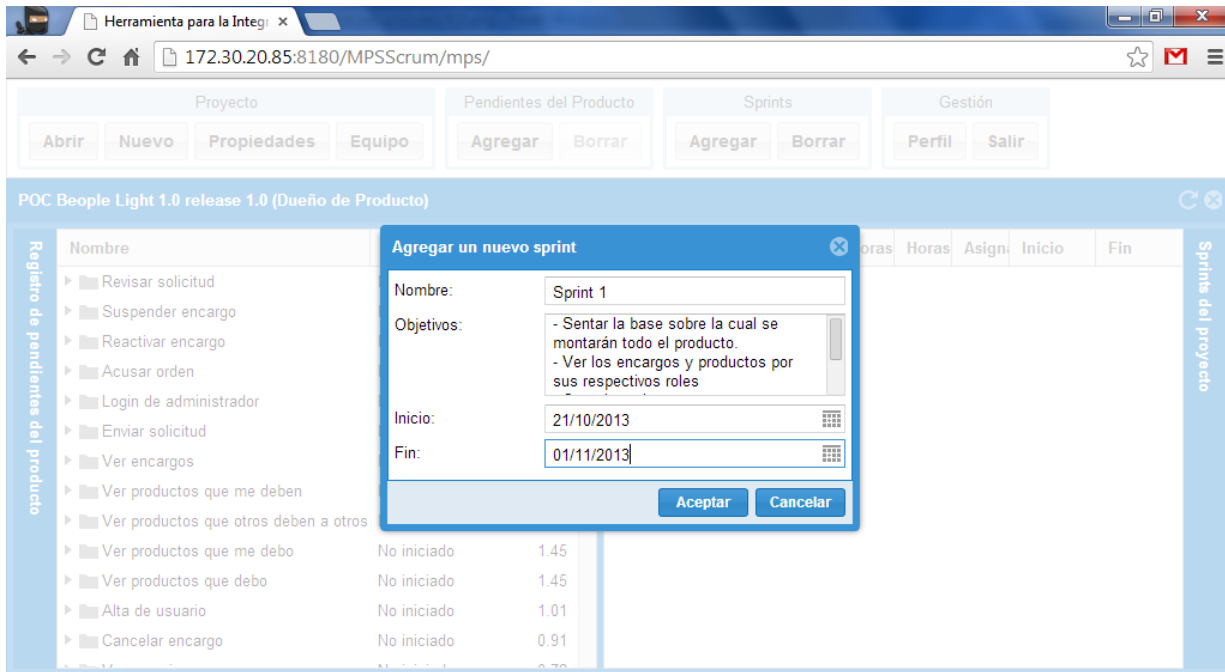 Herramienta para la Integr
172.30.20.85:8180/MPSScrum/mps/
Proyecto
Pendientes del Producto
Sprints
Gestión
Abrir Nuevo Propiedades Equipo
Agregar Borrar
Agregar Borrar
Perfil Salir
POC Beople Light 1.0 release 1.0 (Dueño de Producto)
Registro de pendientes del producto
Nombre
Horas Asign Inicio Fin
Sprints del proyecto
Revisar solicitud
Suspender encargo
Reactivar encargo
Acusar orden
Login de administrador
Enviar solicitud
Ver encargos
Ver productos que me deben
Ver productos que otros deben a otros
Ver productos que me debo No iniciado 1.45
Ver productos que debo No iniciado 1.45
Alta de usuario No iniciado 1.01
Cancelar encargo No iniciado 0.91
Agregar un nuevo sprint
Nombre: Sprint 1
Objetivos: - Sentar la base sobre la cual se
montarán todo el producto.
- Ver los encargos y productos por
sus respectivos roles
Inicio: 21/10/2013
Fin: 01/11/2013
Aceptar Cancelar